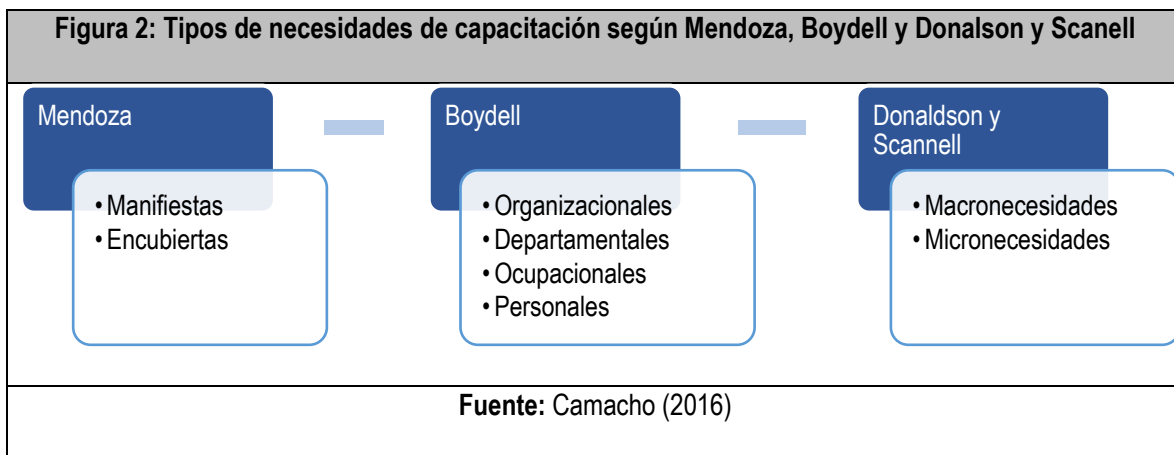 Figura 2: Tipos de necesidades de capacitación según Mendoza, Boydell y Donalson y Scanell
Mendoza
• Manifiestas
• Encubiertas
Boydell
• Organizacionales
• Departamentales
• Ocupacionales
• Personales
Donaldson y
Scannell
• Macronecesidades
• Micronecesidades
Fuente: Camacho (2016)